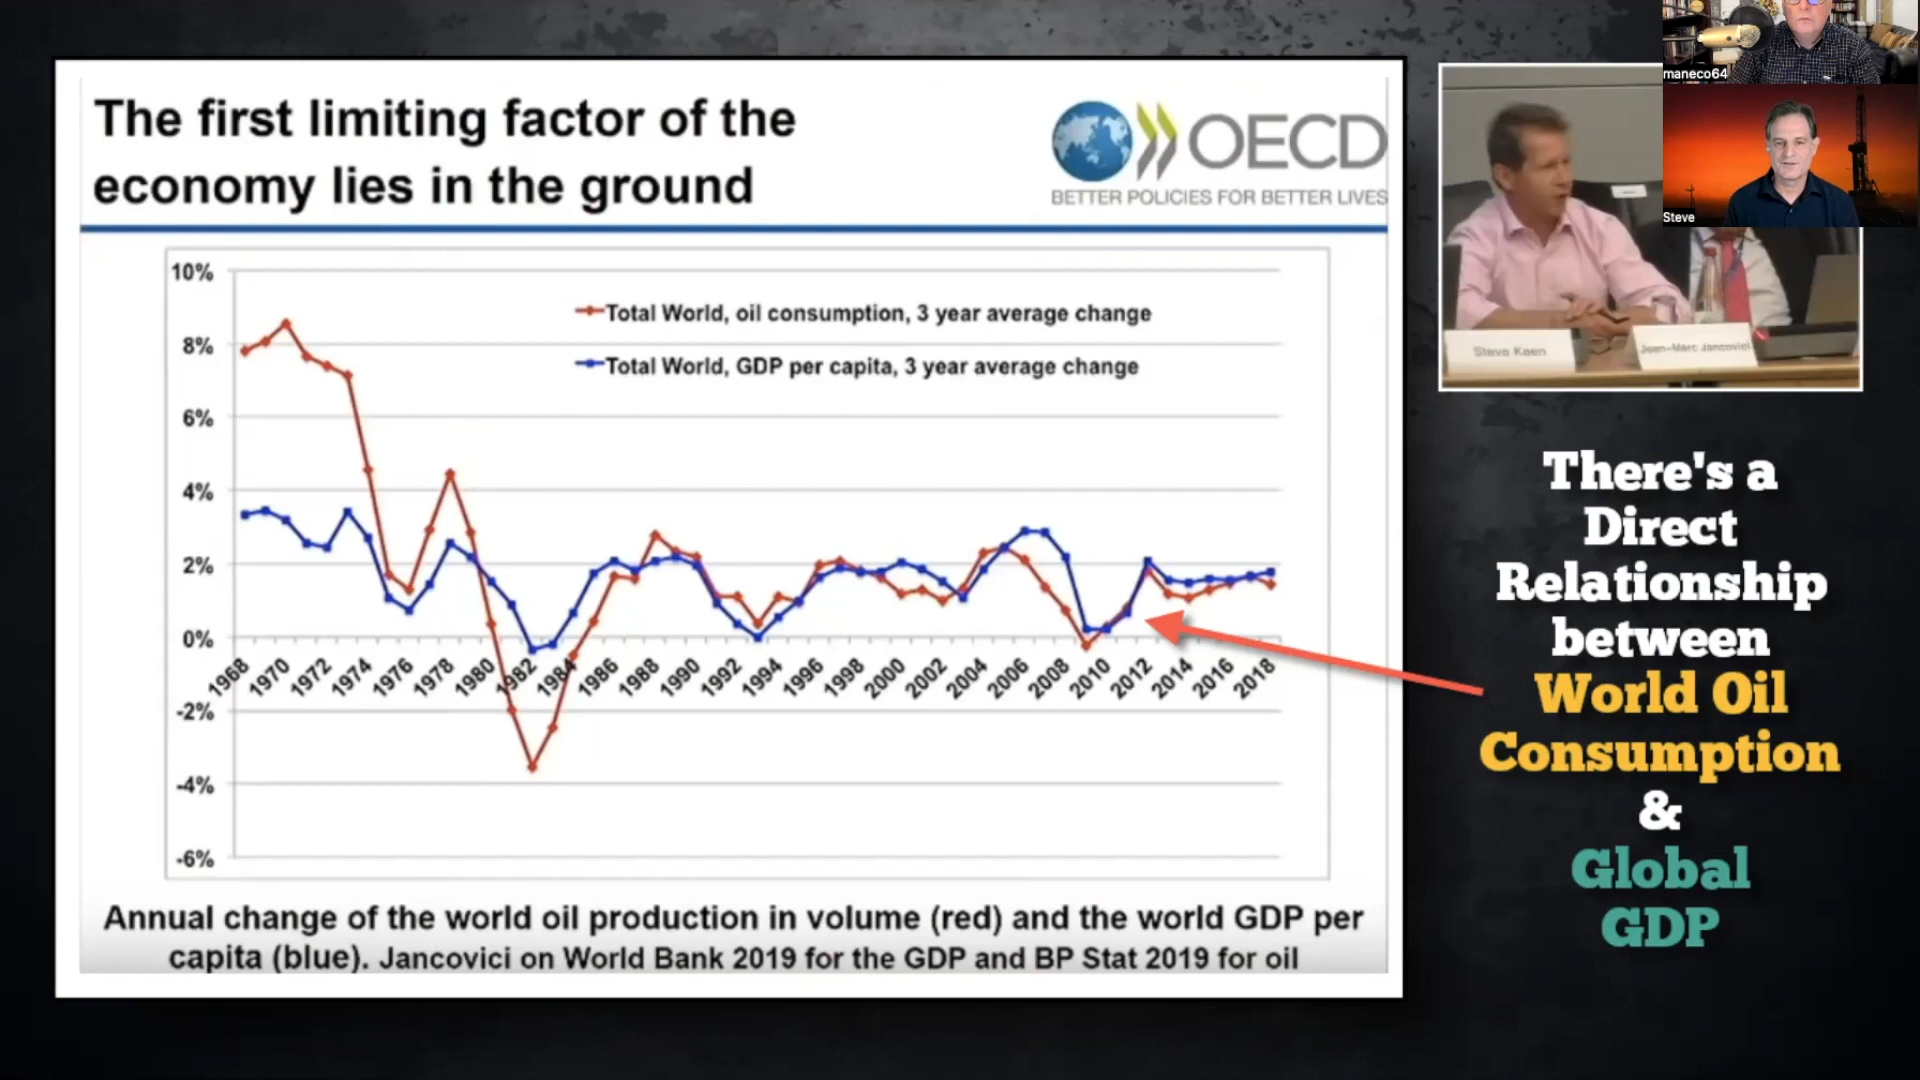 The first limiting factor of the
economy lies in the ground
OECD
BETTER POLICIES FOR BETTER LIVES
10%
8%
6%
4%
2%
0%
-2%
-4%
-6%
Total World, oil consumption, 3 year average change
Total World, GDP per capita, 3 year average change
1968 1970 1972 1974 1976 1978 1980 1982 1984 1986 1988 1990 1992 1994 1996 1998 2000 2002 2004 2006 2008 2010 2012 2014 2016 2018
Annual change of the world oil production in volume (red) and the world GDP per
capita (blue). Jancovici on World Bank 2019 for the GDP and BP Stat 2019 for oil
maneco64
Steve
Steve Keen
Jean-Marc Jancovici
There's a
Direct
Relationship
between
World Oil
Consumption
&
Global
GDP